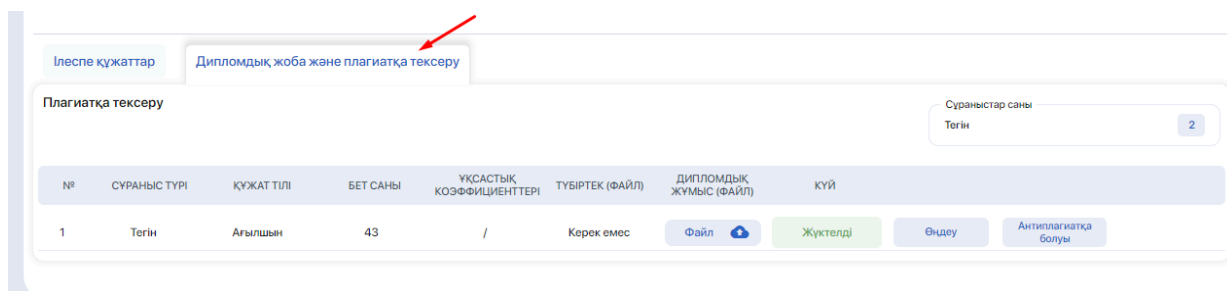 Ілеспе құжаттар
Дипломдық жоба және плагиатқа тексеру
Плагиатқа тексеру
Сұраныстар саны
Тегін 2
№ СҰРАНЫС ТҮРІ ҚҰЖАТ ТІЛІ БЕТ САНЫ ҰҚСАСТЫҚ КОЭФФИЦИЕНТТЕРІ ТҮБІРТЕК (ФАЙЛ) ДИПЛОМДЫҚ ЖҰМЫС (ФАЙЛ) КҮЙ
1 Тегін Ағылшын 43 / Керек емес Файл Жүктелді Өңдеу Антиплагиатқа болуы